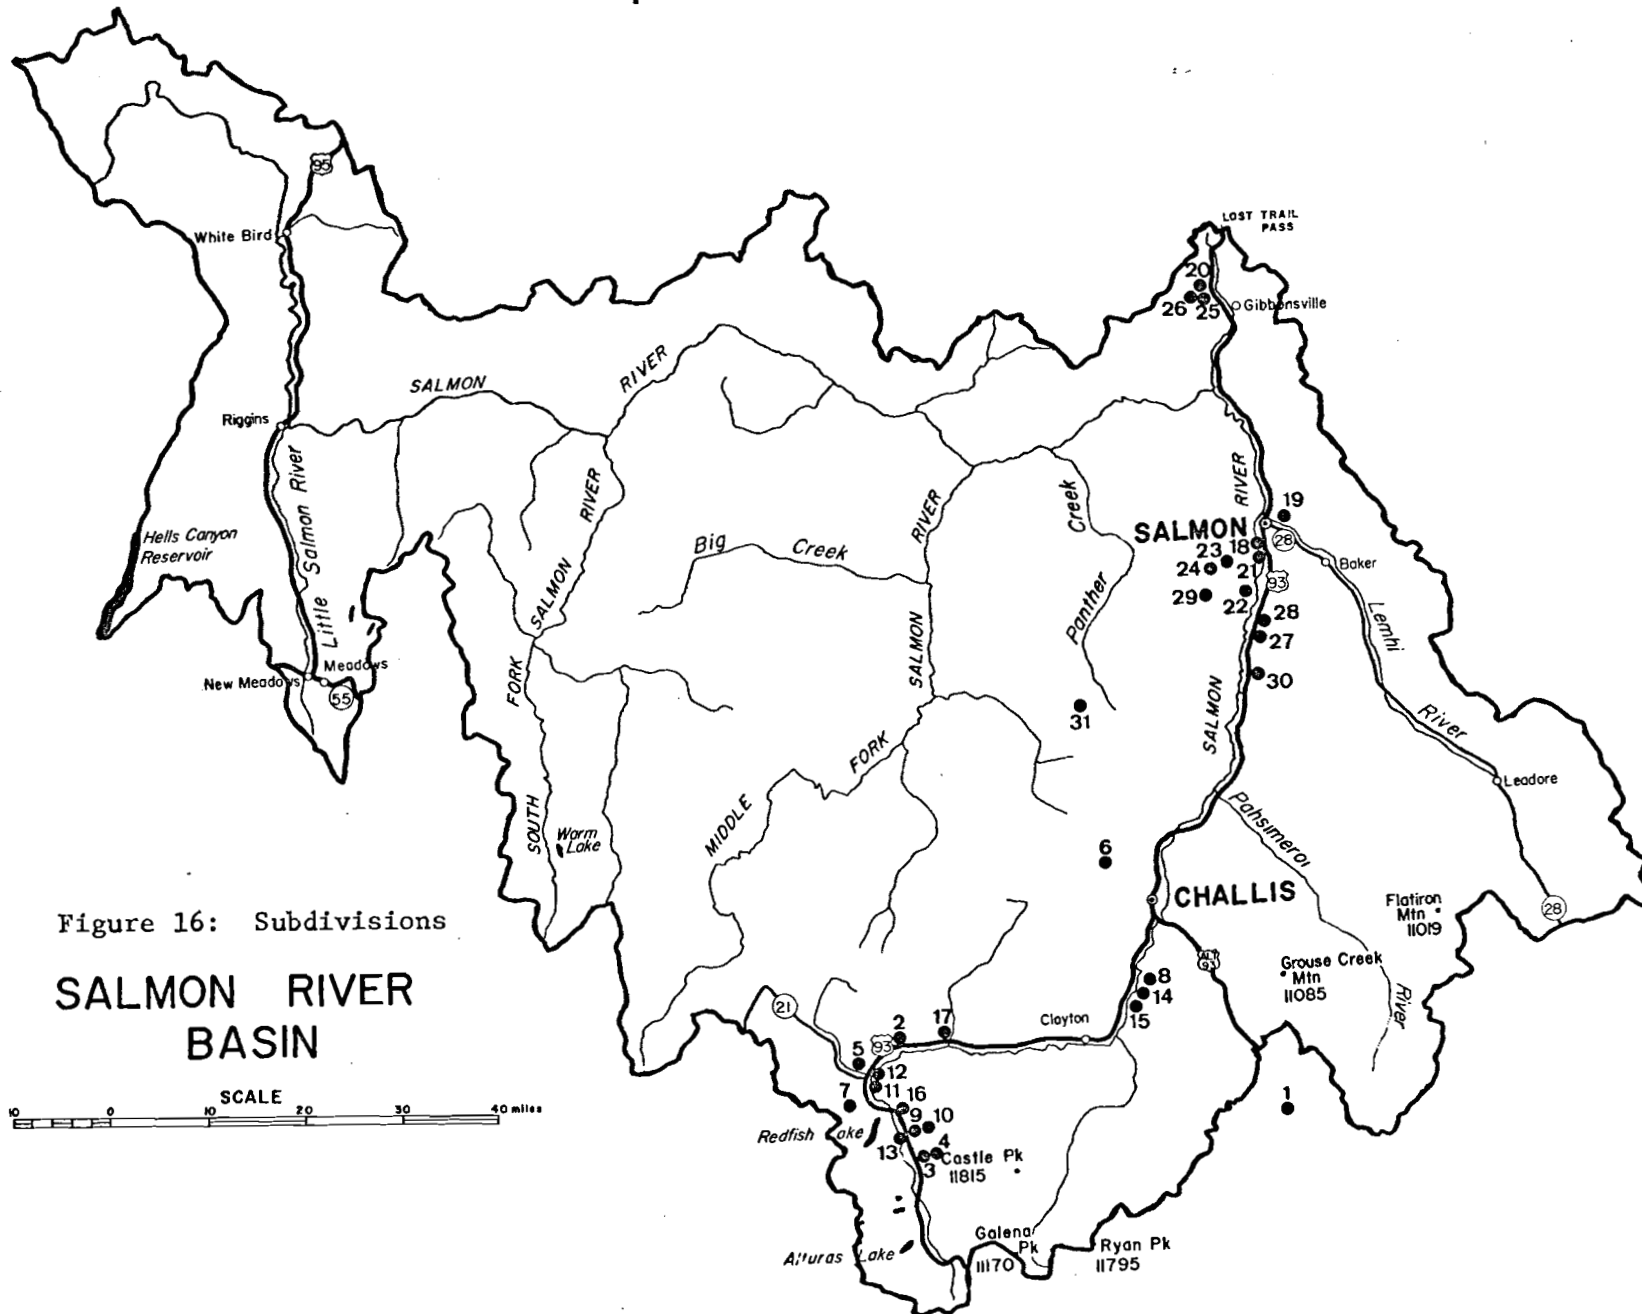 LOST TRAIL
PASS
95
White Bird
20
26
25
Gibbonsville
SALMON
RIVER
Riggins
Little Salmon River
RIVER
RIVER
RIVER
Creek
19
SALMON
28
Hells Canyon
Reservoir
Big Creek
23
18
24
21
Baker
93
29
22
28
27
SALMON
Panther
Lemhi
SALMON
FORK
Meadows
New Meadows
55
30
31
SALMON
River
FORK
Leadore
MIDDLE
SOUTH
Warm
Lake
Pahsimeroi
6
CHALLIS
Flatiron
Mtn
11019
28
Figure 16: Subdivisions
SALMON RIVER
BASIN
ALT
93
Grouse Creek
Mtn
11085
River
8
14
15
21
2
17
Clayton
93
5
12
11
7
16
9
10
1
SCALE
10 0 10 20 30 40 miles
Redfish Lake
13
4
3
Castle Pk
11815
Galena
Pk
11170
Ryan Pk
11795
Alturas Lake